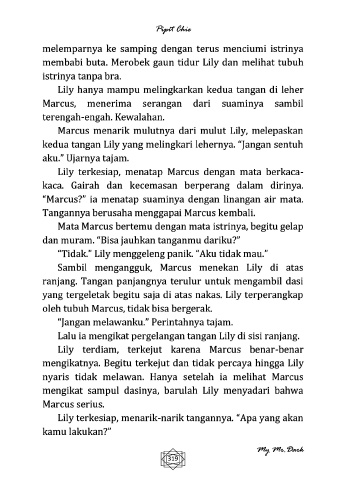 Pipit Chie
melemparnya ke samping dengan terus menciumi istrinya
membabi buta. Merobek gaun tidur Lily dan melihat tubuh
istrinya tanpa bra.
Lily hanya mampu melingkarkan kedua tangan di leher
Marcus, menerima serangan dari suaminya sambil
terengah-engah. Kewalahan.
Marcus menarik mulutnya dari mulut Lily, melepaskan
kedua tangan Lily yang melingkari lehernya. “Jangan sentuh
aku.” Ujarnya tajam.
Lily terkesiap, menatap Marcus dengan mata berkaca-
kaca. Gairah dan kecemasan berperang dalam dirinya.
“Marcus?” ia menatap suaminya dengan linangan air mata.
Tangannya berusaha menggapai Marcus kembali.
Mata Marcus bertemu dengan mata istrinya, begitu gelap
dan muram. “Bisa jauhkan tanganmu dariku?”
“Tidak.” Lily menggeleng panik. “Aku tidak mau.”
Sambil mengangguk, Marcus menekan Lily di atas
ranjang. Tangan panjangnya terulur untuk mengambil dasi
yang tergeletak begitu saja di atas nakas. Lily terperangkap
oleh tubuh Marcus, tidak bisa bergerak.
“Jangan melawanku.” Perintahnya tajam.
Lalu ia mengikat pergelangan tangan Lily di sisi ranjang.
Lily terdiam, terkejut karena Marcus benar-benar
mengikatnya. Begitu terkejut dan tidak percaya hingga Lily
nyaris tidak melawan. Hanya setelah ia melihat Marcus
mengikat sampul dasinya, barulah Lily menyadari bahwa
Marcus serius.
Lily terkesiap, menarik-narik tangannya. “Apa yang akan
kamu lakukan?”
My Mr. Dark
319